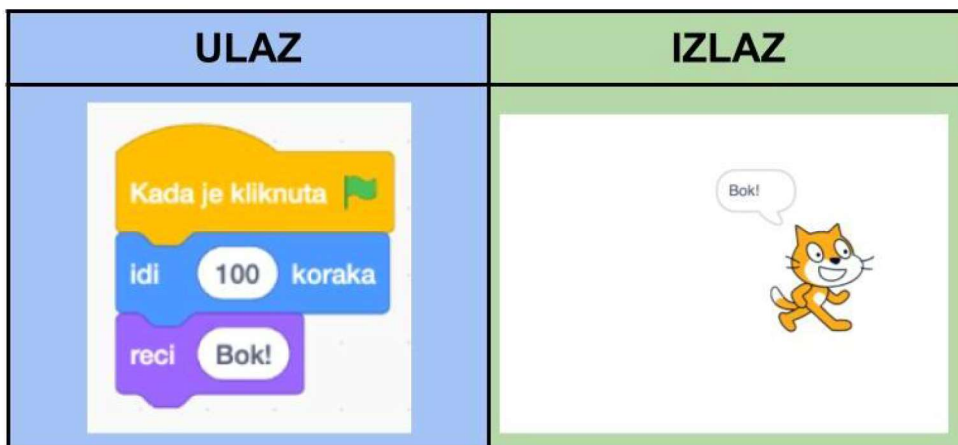 ULAZ
IZLAZ
Kada je kliknuta
idi 100 koraka
reci Bok!
Bok!